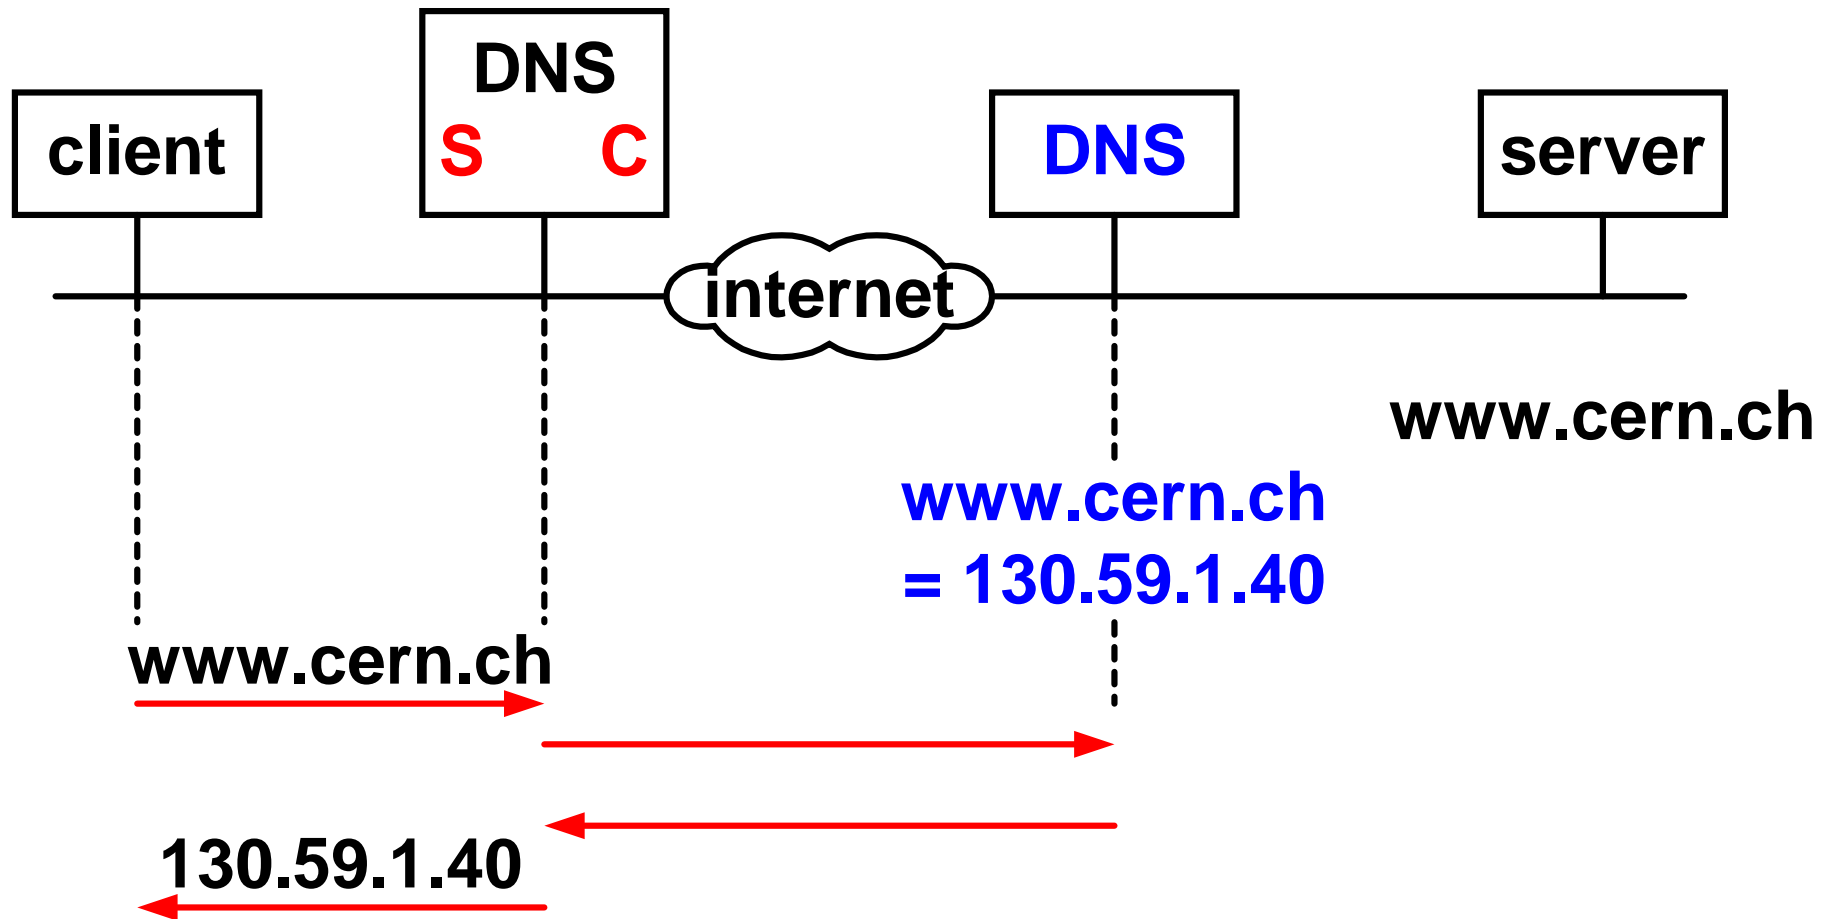 DNS
client
S C
DNS
server
internet
www.cern.ch
www.cern.ch
= 130.59.1.40
www.cern.ch
130.59.1.40